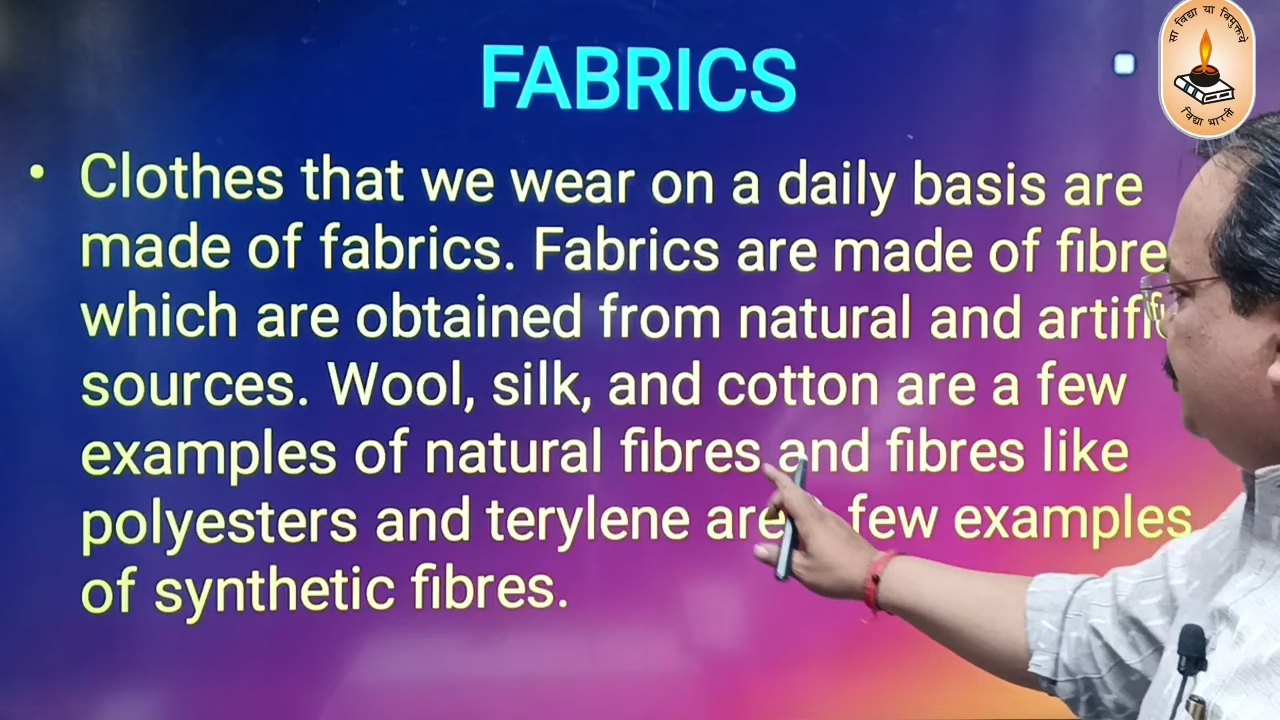 सा विद्या या विमुक्तये
विद्या भारती
FABRICS
• Clothes that we wear on a daily basis are
made of fabrics. Fabrics are made of fibre
which are obtained from natural and
sources. Wool, silk, and cotton are a few
examples of natural fibres and fibres like
polyesters and terylene are few examples
of synthetic fibres.